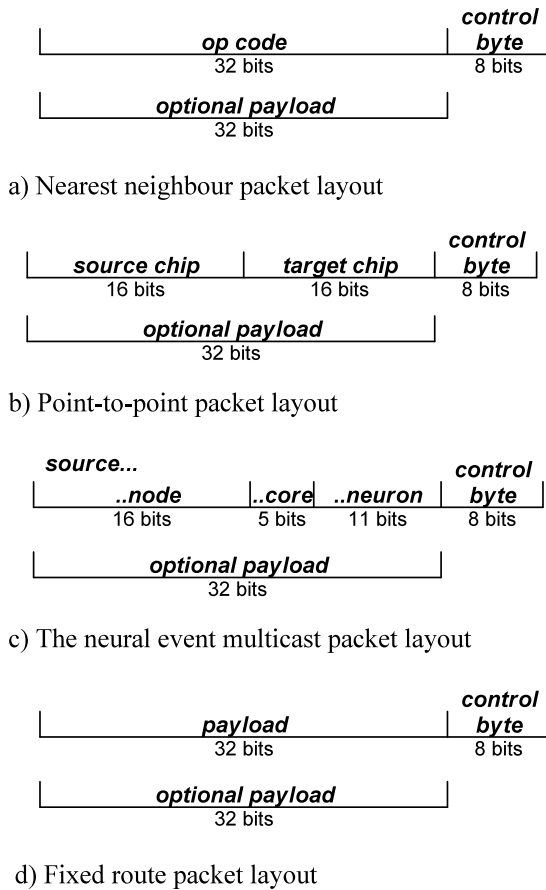 control
op code byte
32 bits 8 bits
optional payload
32 bits
a) Nearest neighbour packet layout
control
source chip target chip byte
16 bits 16 bits 8 bits
optional payload
32 bits
b) Point-to-point packet layout
source...
control
..node ..core ..neuron byte
16 bits 5 bits 11 bits 8 bits
optional payload
32 bits
c) The neural event multicast packet layout
control
payload byte
32 bits 8 bits
optional payload
32 bits
d) Fixed route packet layout